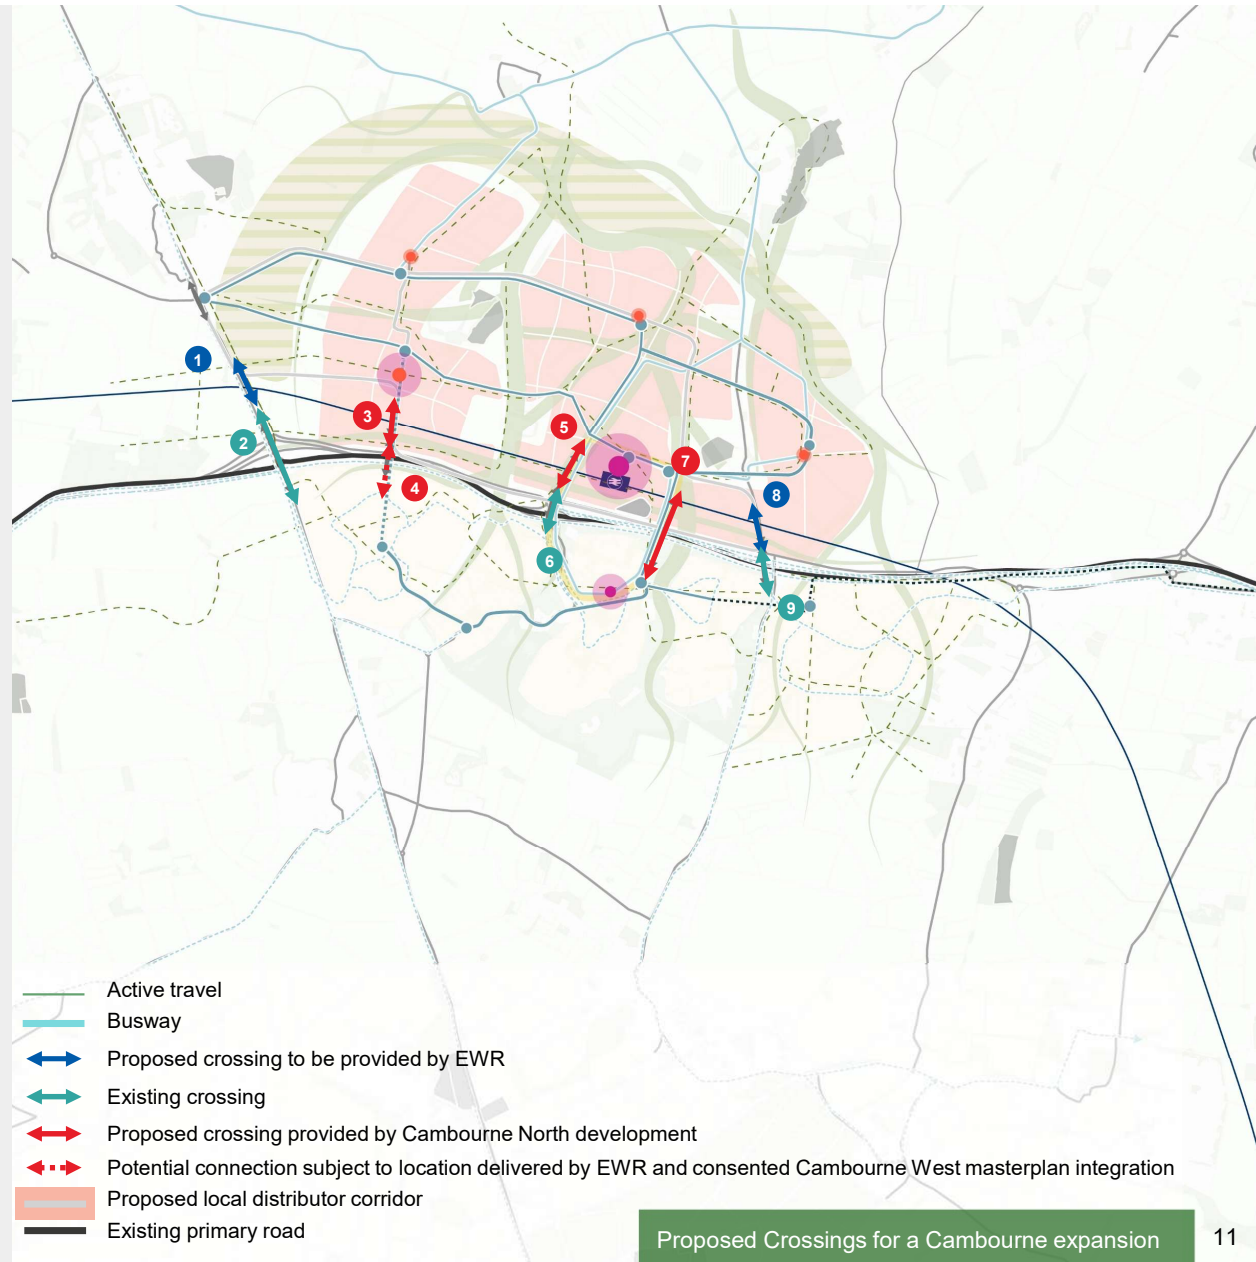 1
2
3
4
5
6
7
8
9
Active travel
Busway
Proposed crossing to be provided by EWR
Existing crossing
Proposed crossing provided by Cambourne North development
Potential connection subject to location delivered by EWR and consented Cambourne West masterplan integration
Proposed local distributor corridor
Existing primary road
Proposed Crossings for a Cambourne expansion
11